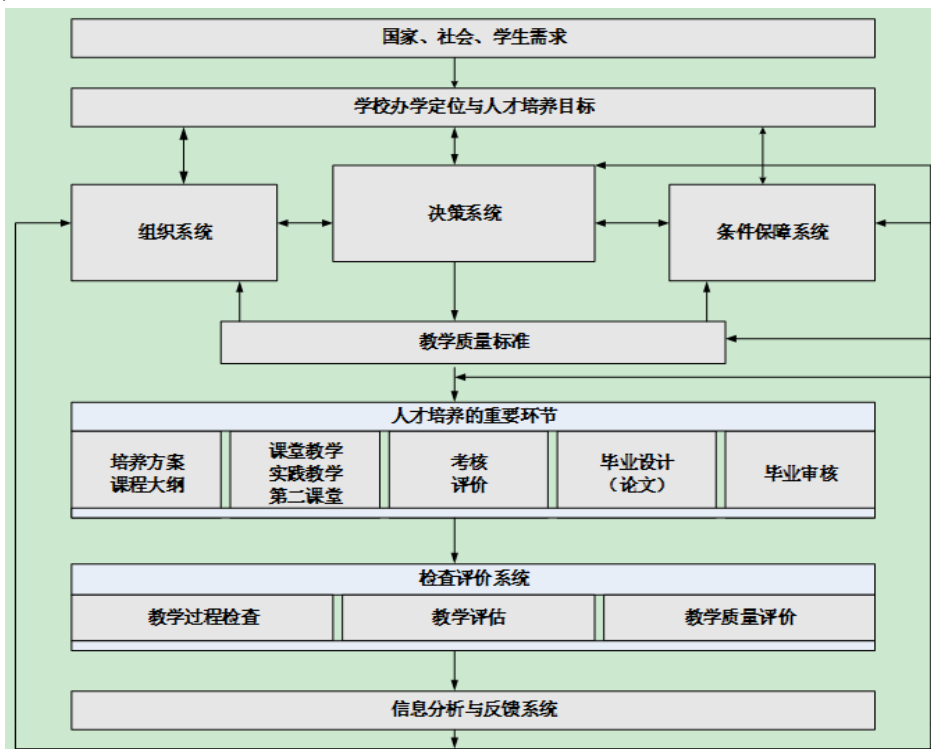 国家、社会、学生需求
学校办学定位与人才培养目标
组织系统
决策系统
条件保障系统
教学质量标准
人才培养的重要环节
培养方案
课程大纲
课堂教学
实践教学
第二课堂
考核
评价
毕业设计
（论文）
毕业审核
检查评价系统
教学过程检查
教学评估
教学质量评价
信息分析与反馈系统